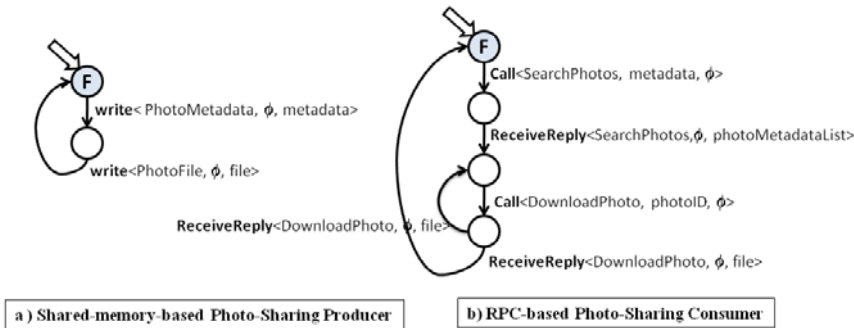 F
write< PhotoMetadata, ϕ, metadata>
write<PhotoFile, ϕ, file>
a ) Shared-memory-based Photo-Sharing Producer
F
Call<SearchPhotos, metadata, ϕ>
ReceiveReply<SearchPhotos,ϕ, photoMetadataList>
Call<DownloadPhoto, photoID, ϕ>
ReceiveReply<DownloadPhoto, ϕ, file>
ReceiveReply<DownloadPhoto, ϕ, file>
b) RPC-based Photo-Sharing Consumer